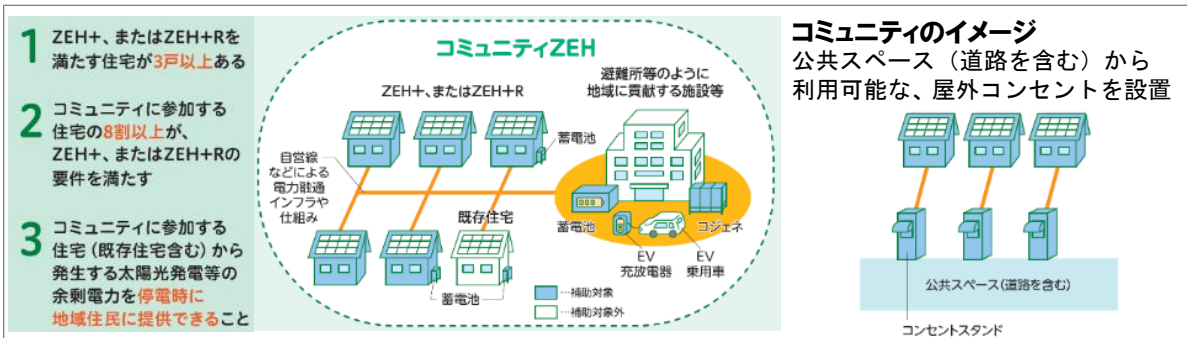 1
ZEH+、またはZEH+Rを
満たす住宅が3戸以上ある
2
コミュニティに参加する
住宅の8割以上が、
ZEH+、またはZEH+Rの
要件を満たす
3
コミュニティに参加する
住宅（既存住宅含む）から
発生する太陽光発電等の
余剰電力を停電時に
地域住民に提供できること
コミュニティZEH
ZEH+、またはZEH+R
避難所等のように
地域に貢献する施設等
蓄電池
自営線
などによる
電力融通
インフラや
仕組み
既存住宅
蓄電池
EV
充放電器
EV
乗用車
コジェネ
蓄電池
…補助対象
…補助対象外
コミュニティのイメージ
公共スペース（道路を含む）から
利用可能な、屋外コンセントを設置
公共スペース（道路を含む）
コンセントスタンド